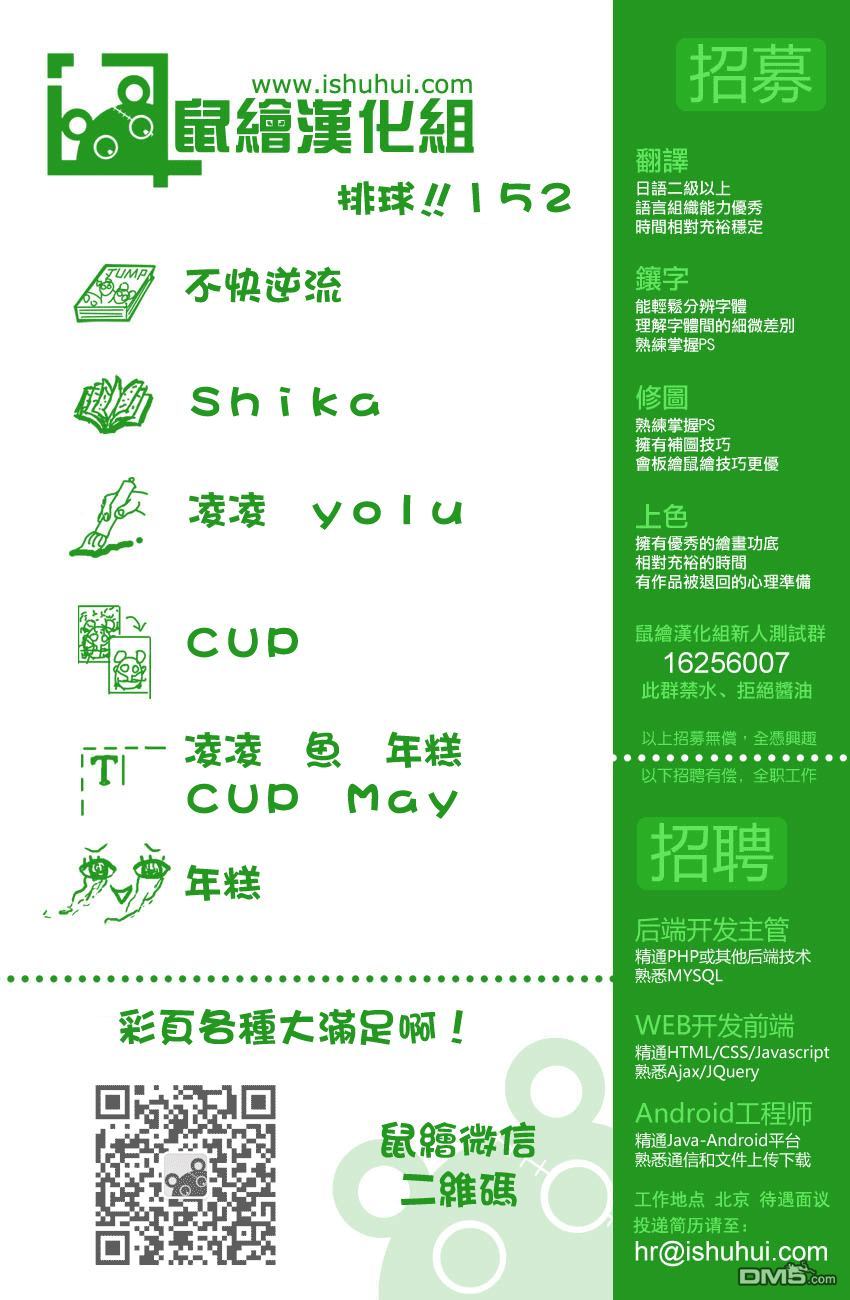 www.ishuhui.com
鼠繪漢化組
排球!!152
JUMP
不快逆流
Shika
凌凌 yolu
CUP
T
凌凌 魚 年糕
CUP May
年糕
彩頁各種大滿足啊！
鼠繪微信
二維碼
招募
翻譯
日語二級以上
語言組織能力優秀
時間相對充裕穩定
鑲字
能輕鬆分辨字體
理解字體間的細微差別
熟練掌握PS
修圖
熟練掌握PS
擁有補圖技巧
會板繪鼠繪技巧更優
上色
擁有優秀的繪畫功底
相對充裕的時間
有作品被退回的心理準備
鼠繪漢化組新人測試群
16256007
此群禁水、拒絕醬油
以上招募無償，全憑興趣
以下招聘有偿，全职工作
招聘
后端开发主管
精通PHP或其他后端技术
熟悉MYSQL
WEB开发前端
精通HTML/CSS/Javascript
熟悉Ajax/JQuery
Android工程师
精通Java-Android平台
熟悉通信和文件上传下载
工作地点 北京 待遇面议
投递简历请至：
hr@ishuhui.com
DM5.com